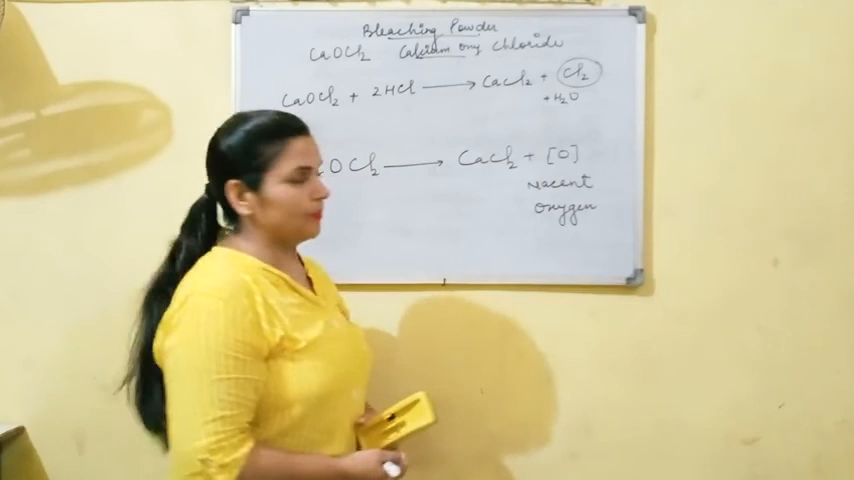 Bleaching Powder
CaOCl₂ Calcium oxy Chloride
CaOCl₂ + 2HCl ⟶ CaCl₂ + Cl₂
+ H₂O
OCl₂ ⟶ CaCl₂ + [O]
Nacent
Oxygen